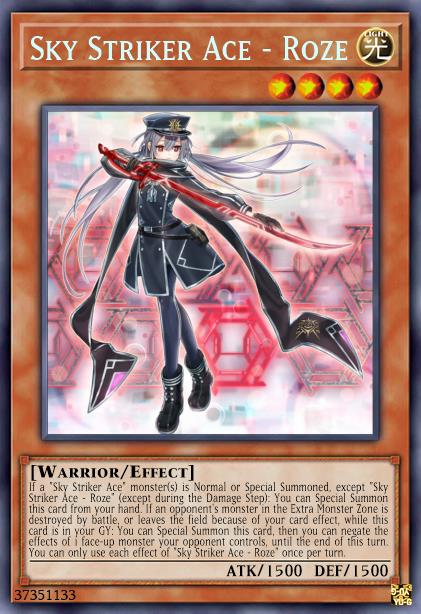 Sky Striker Ace - Roze
LIGHT
光
[Warrior/Effect]
If a "Sky Striker Ace" monster(s) is Normal or Special Summoned, except "Sky
Striker Ace - Roze" (except during the Damage Step): You can Special Summon
this card from your hand. If an opponent's monster in the Extra Monster Zone is
destroyed by battle, or leaves the field because of your card effect, while this
card is in your GY: You can Special Summon this card, then you can negate the
effects of i face-up monster your opponent controls, until the end of this turn.
You can only use each effect of "Sky Striker Ace - Roze" once per turn.
ATK/1500 DEF/1500
37351133